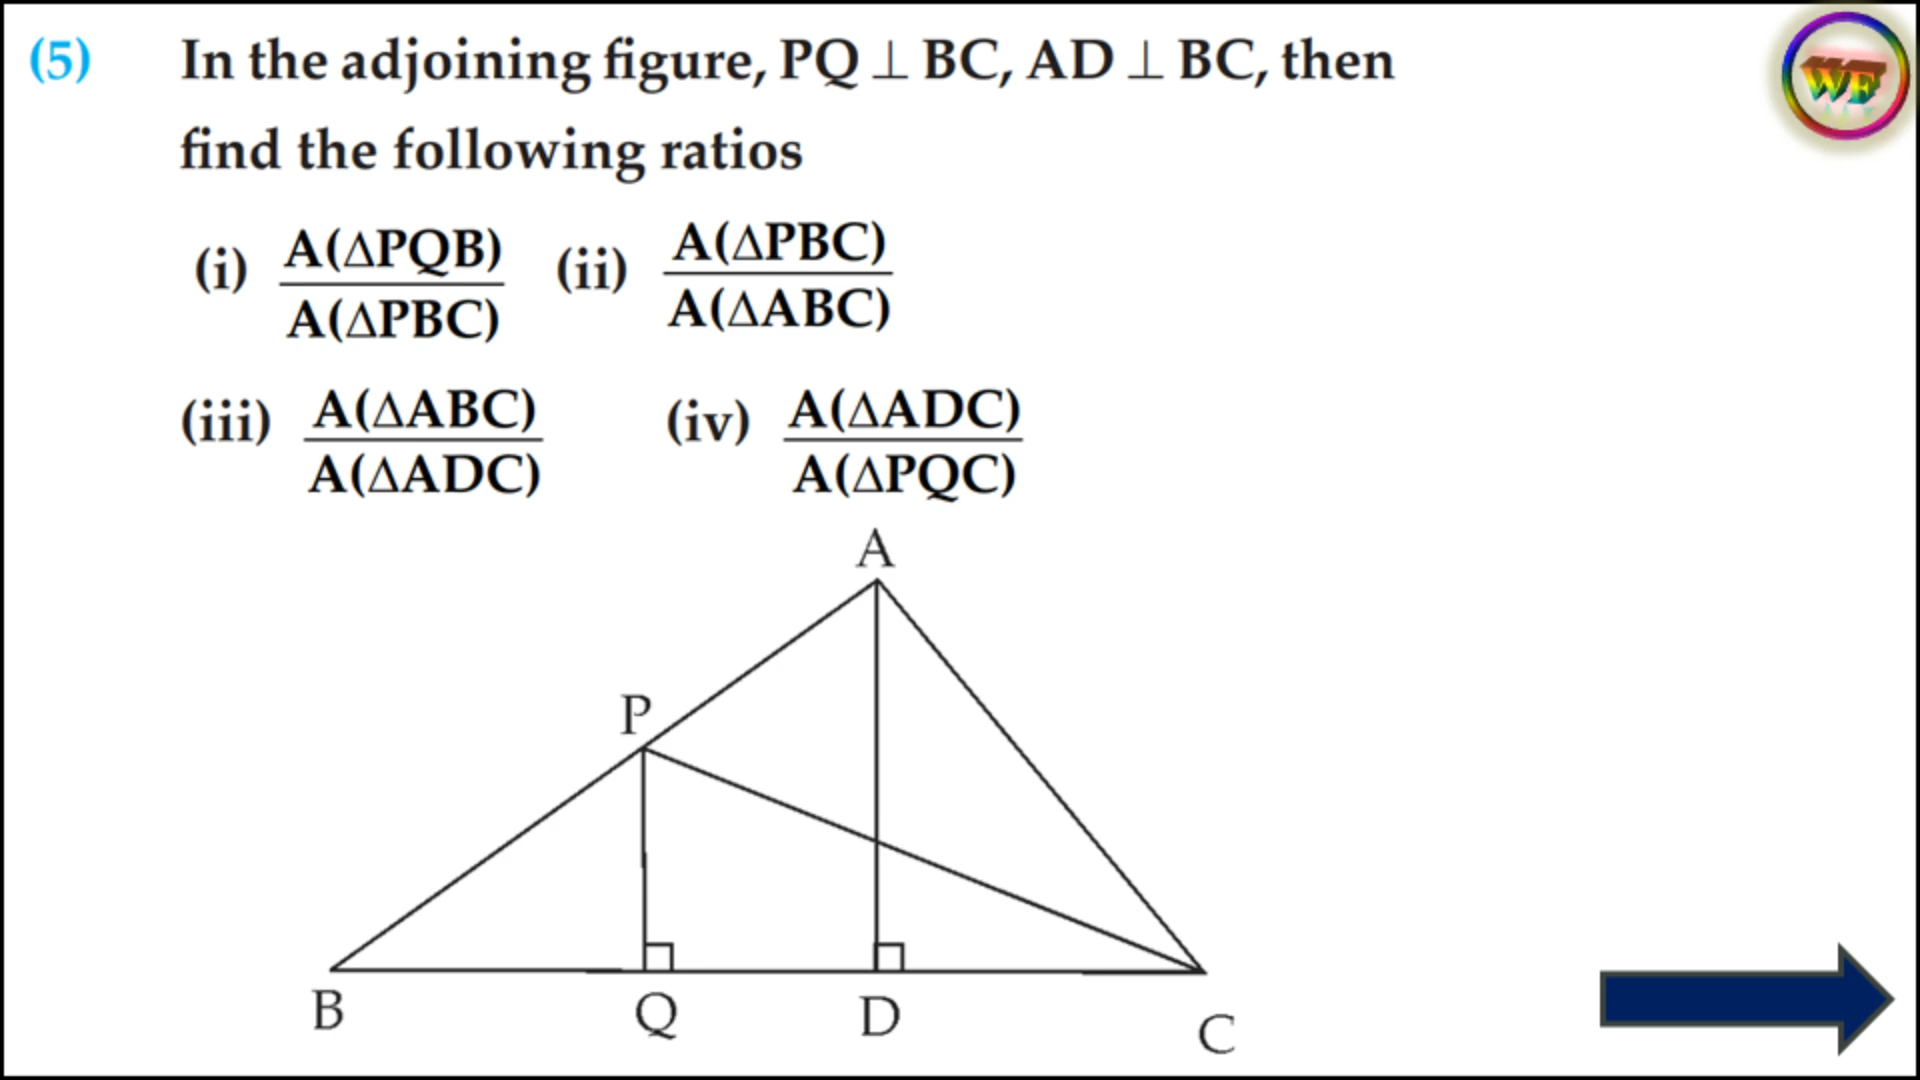 (5) In the adjoining figure, PQ ⊥ BC, AD ⊥ BC, then
find the following ratios
(i) A(ΔPQB)/A(ΔPBC) (ii) A(ΔPBC)/A(ΔABC)
(iii) A(ΔABC)/A(ΔADC) (iv) A(ΔADC)/A(ΔPQC)
A
P
B Q D C
WE